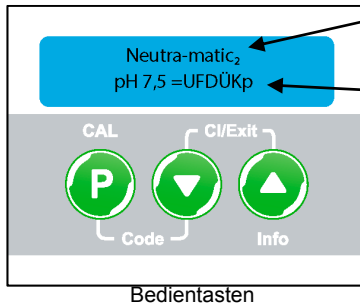 Neutra-matic₂
pH 7,5 =UFDÜKp
CAL
Cl/Exit
P
Code
Info
Bedientasten